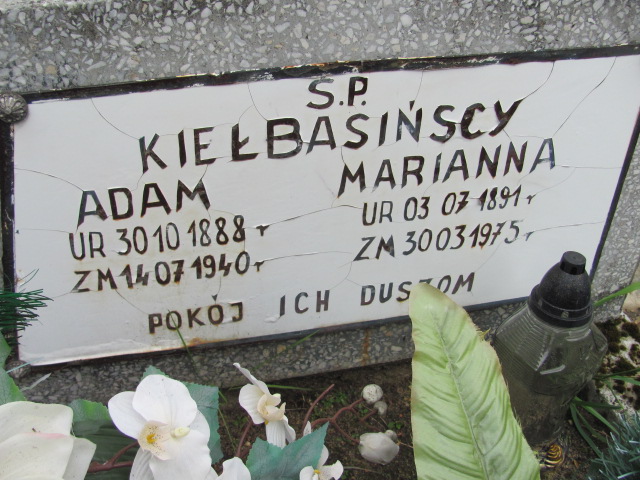 S.P.
KIEŁBASIŃSCY
ADAM
UR 30 10 1888 r
ZM 14 07 1940 r
MARIANNA
UR 03 07 1891 r
ZM 30 03 1975 r
POKÓJ ICH DUSZOM